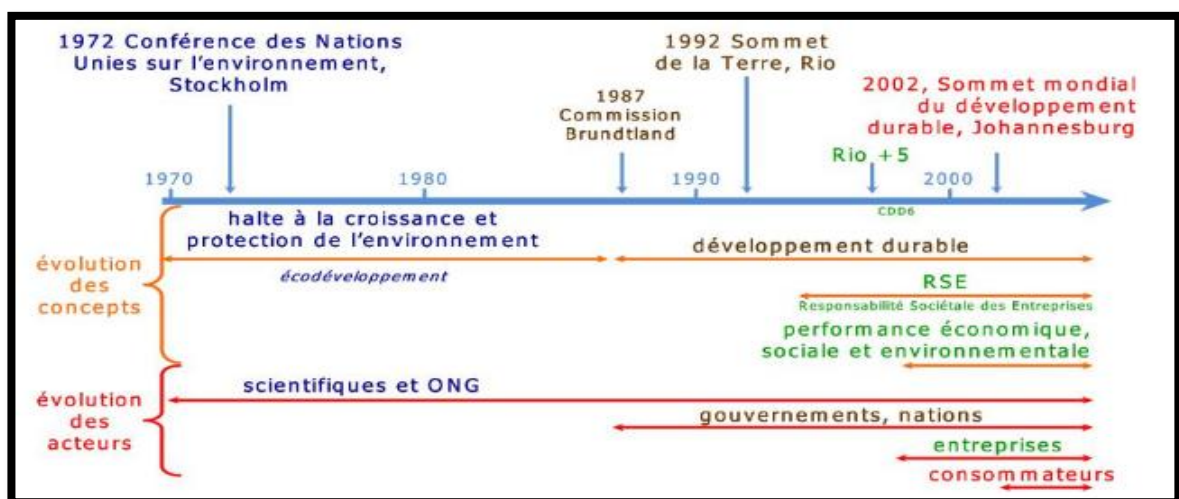 1972 Conférence des Nations
Unies sur l'environnement,
Stockholm
1987
Commission
Brundtland
1992 Sommet
de la Terre, Rio
Rio +5
2002, Sommet mondial
du développement
durable, Johannesburg
1970
1980
1990
2000
CDD6
évolution
des
concepts
halte à la croissance et
protection de l'environnement
écodéveloppement
développement durable
RSE
Responsabilité Sociétale des Entreprises
performance économique,
sociale et environnementale
évolution
des
acteurs
scientifiques et ONG
gouvernements, nations
entreprises
consommateurs